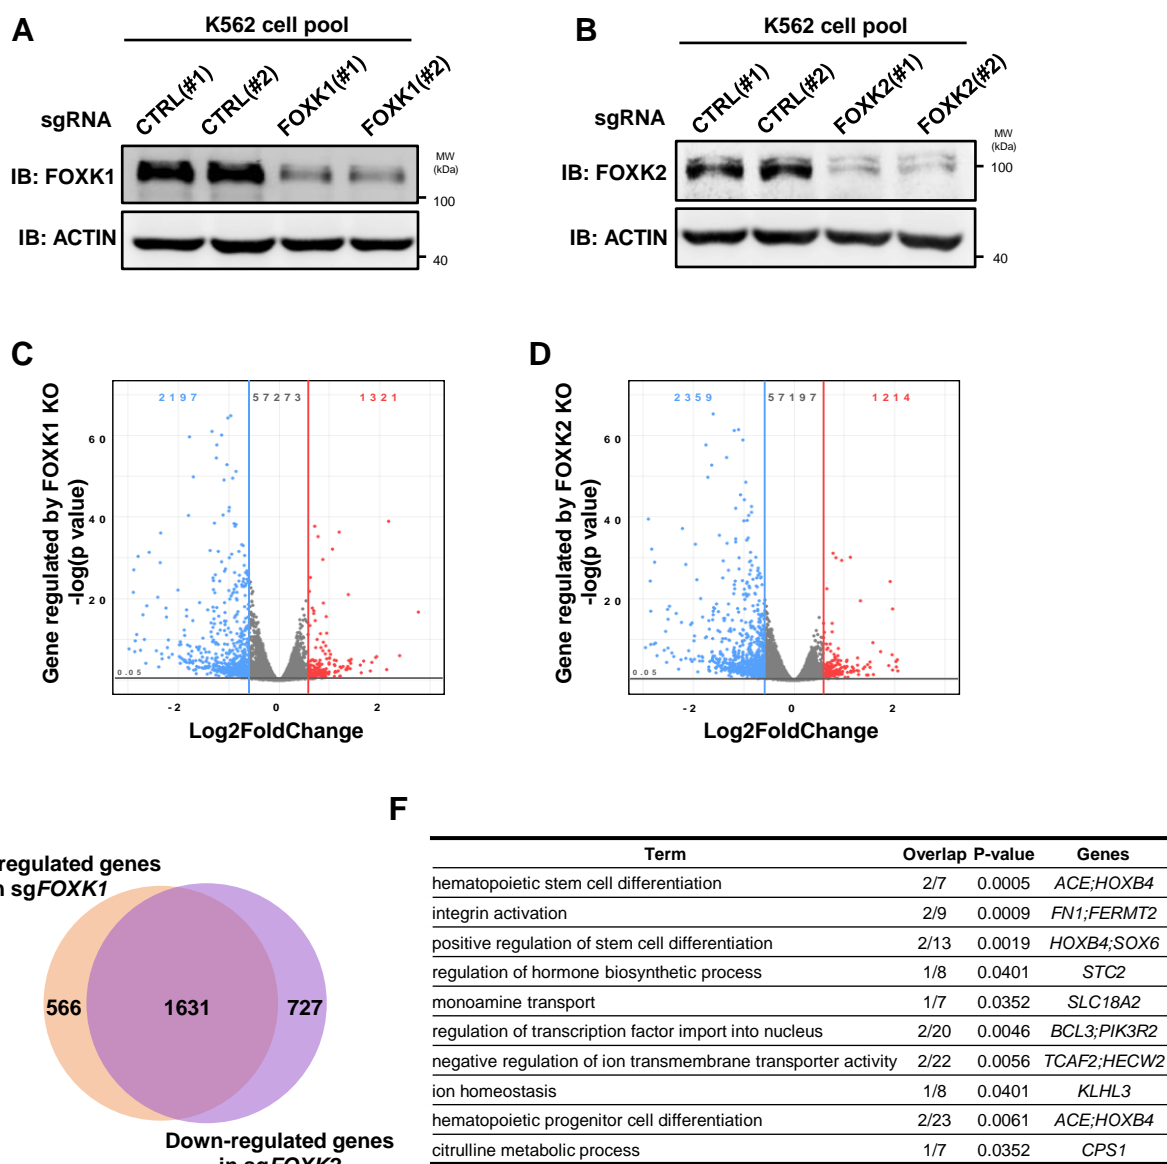 A
K562 cell pool
sgRNA
CTRL(#1)
CTRL(#2)
FOXK1(#1)
FOXK1(#2)
MW
(kDa)
IB: FOXK1
100
IB: ACTIN
40
B
K562 cell pool
sgRNA
CTRL(#1)
CTRL(#2)
FOXK2(#1)
FOXK2(#2)
MW
(kDa)
IB: FOXK2
100
IB: ACTIN
40
C
Gene regulated by FOXK1 KO
-log(p value)
2197
57273
1321
60
40
20
0.05
-2
0
2
Log2FoldChange
D
Gene regulated by FOXK2 KO
-log(p value)
2359
57197
1214
60
40
20
0.05
-2
0
2
Log2FoldChange
regulated genes
sgFOXK1
566
1631
727
Down-regulated genes
in sgFOXK2
F
Term Overlap P-value Genes
hematopoietic stem cell differentiation 2/7 0.0005 ACE;HOXB4
integrin activation 2/9 0.0009 FN1;FERMT2
positive regulation of stem cell differentiation 2/13 0.0019 HOXB4;SOX6
regulation of hormone biosynthetic process 1/8 0.0401 STC2
monoamine transport 1/7 0.0352 SLC18A2
regulation of transcription factor import into nucleus 2/20 0.0046 BCL3;PIK3R2
negative regulation of ion transmembrane transporter activity 2/22 0.0056 TCAF2;HECW2
ion homeostasis 1/8 0.0401 KLHL3
hematopoietic progenitor cell differentiation 2/23 0.0061 ACE;HOXB4
citrulline metabolic process 1/7 0.0352 CPS1